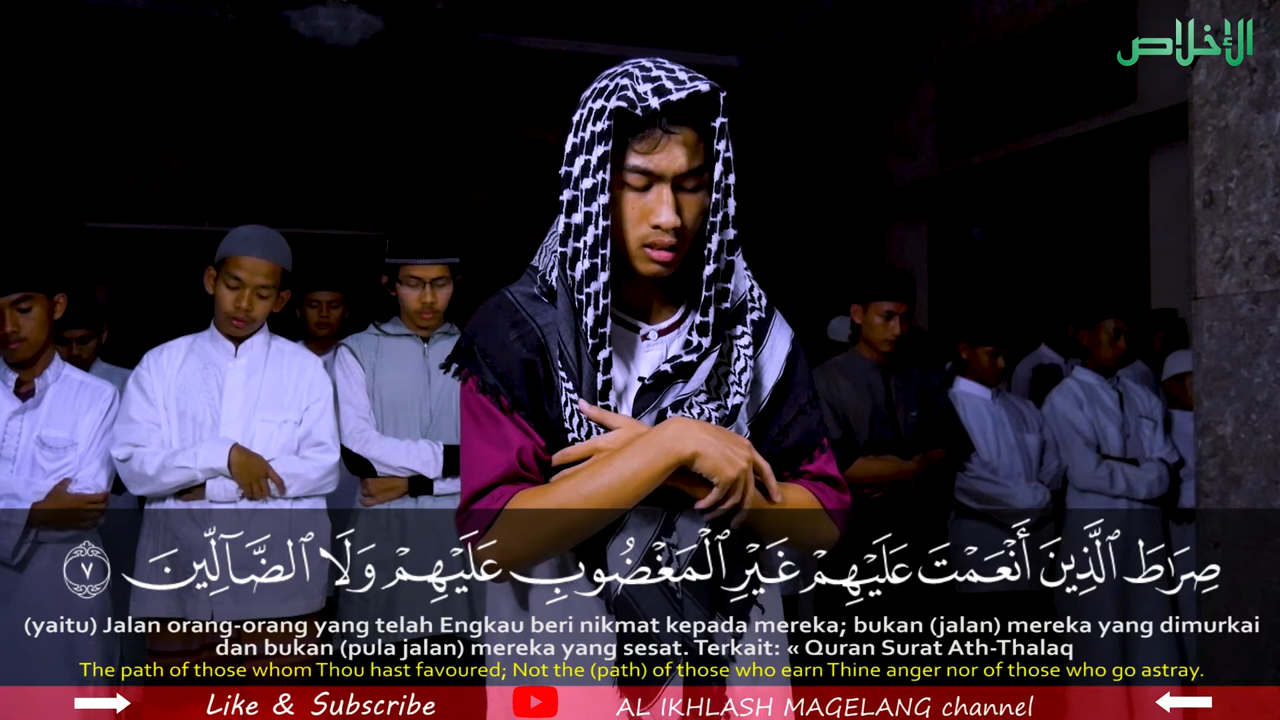 الإخلاص
صِرَٰطَ ٱلَّذِينَ أَنْعَمْتَ عَلَيْهِمْ غَيْرِ ٱلْمَغْضُوبِ عَلَيْهِمْ وَلَا ٱلضَّآلِّينَ ٧
(yaitu) Jalan orang-orang yang telah Engkau beri nikmat kepada mereka; bukan (jalan) mereka yang dimurkai
dan bukan (pula jalan) mereka yang sesat. Terkait: « Quran Surat Ath-Thalaq
The path of those whom Thou hast favoured; Not the (path) of those who earn Thine anger nor of those who go astray.
Like & Subscribe AL IKHLASH MAGELANG channel